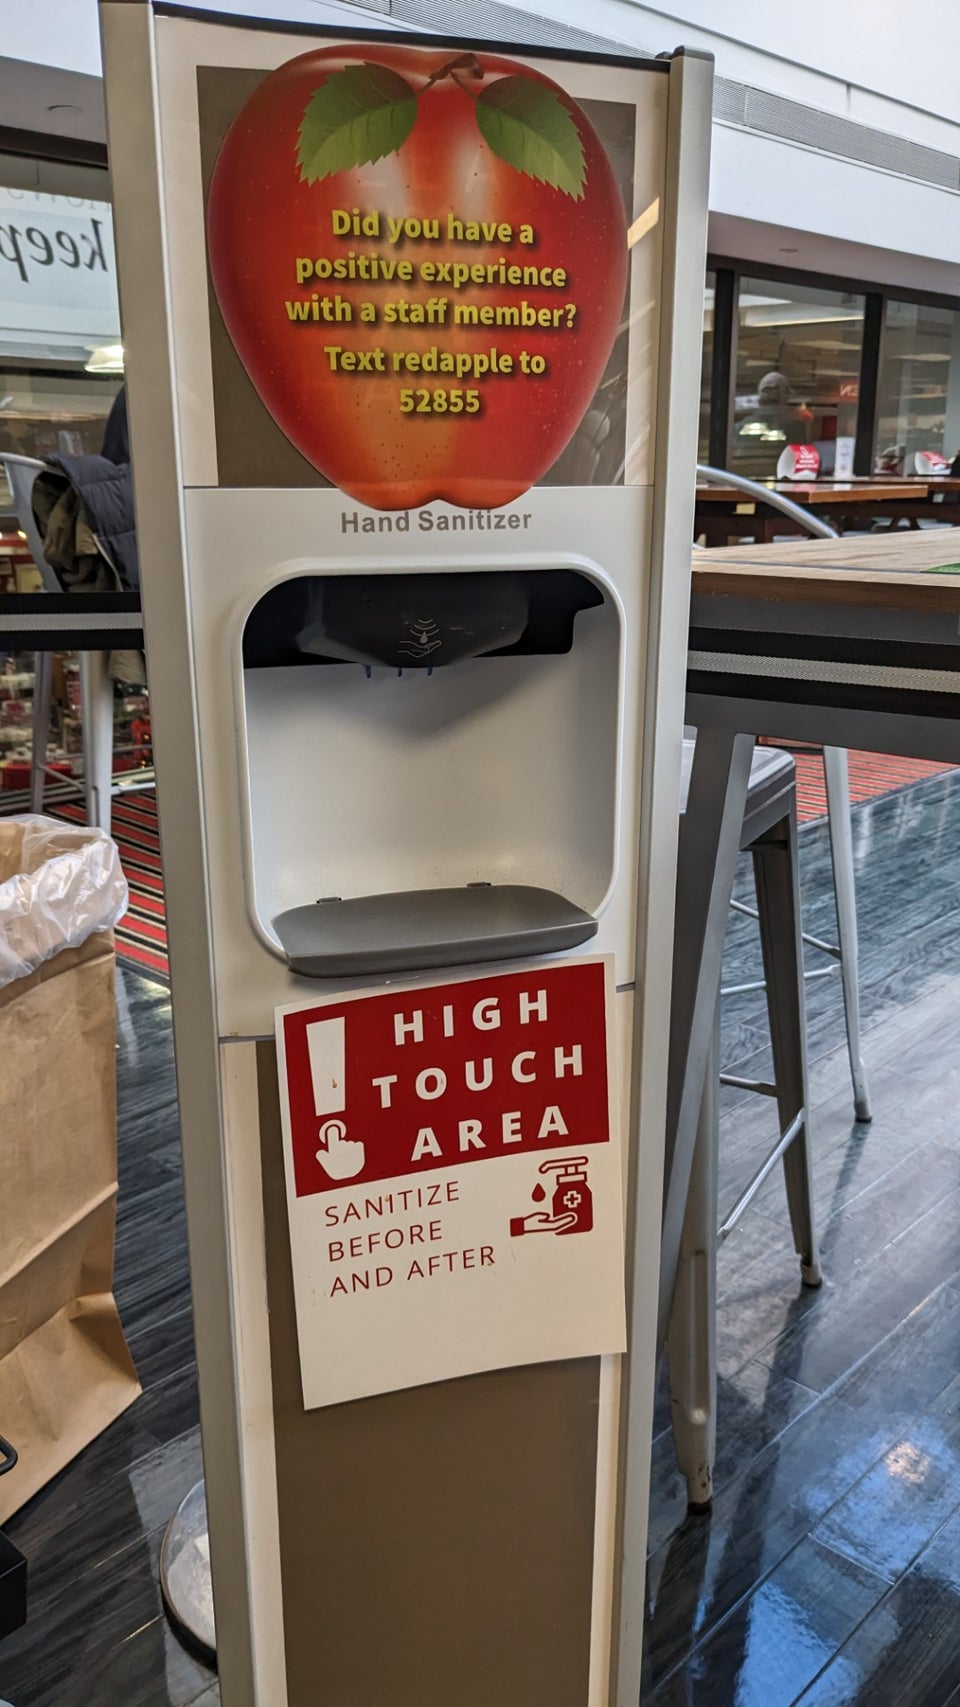 keep
Did you have a
positive experience
with a staff member?
Text redapple to
52855
Hand Sanitizer
HIGH
TOUCH
AREA
SANITIZE
BEFORE
AND AFTER